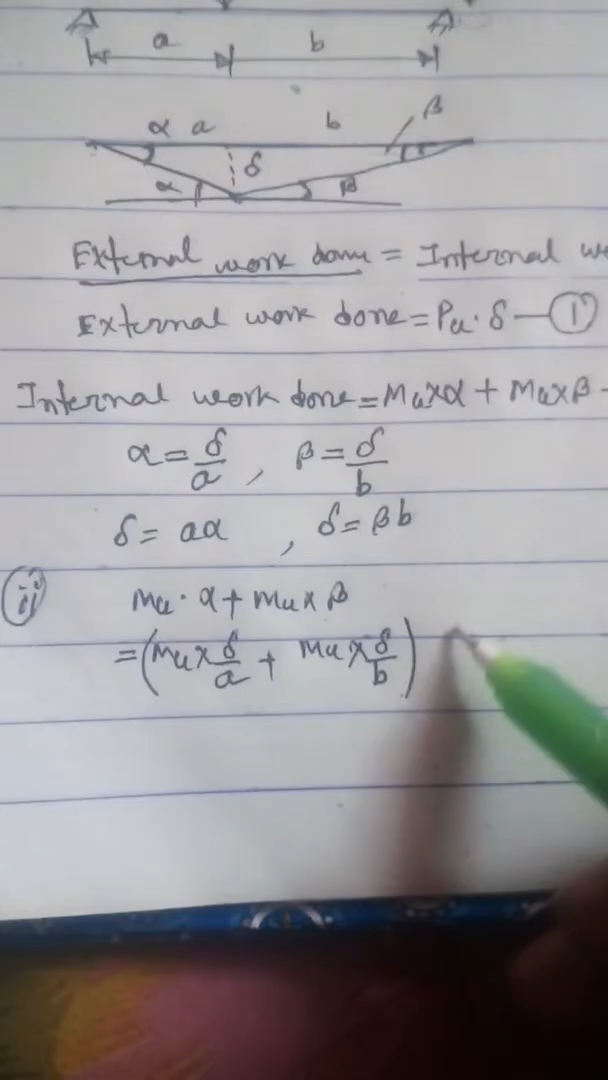 a b
α a b β
δ
α β
External work done = Internal
External work done = Pu·δ — ①
Internal work done = Mu×α + Mu×β -
α = δ/a , β = δ/b
δ = aα , δ = βb
ii Mu·α + Mu×β
= (Mu×δ/a + Mu×δ/b)